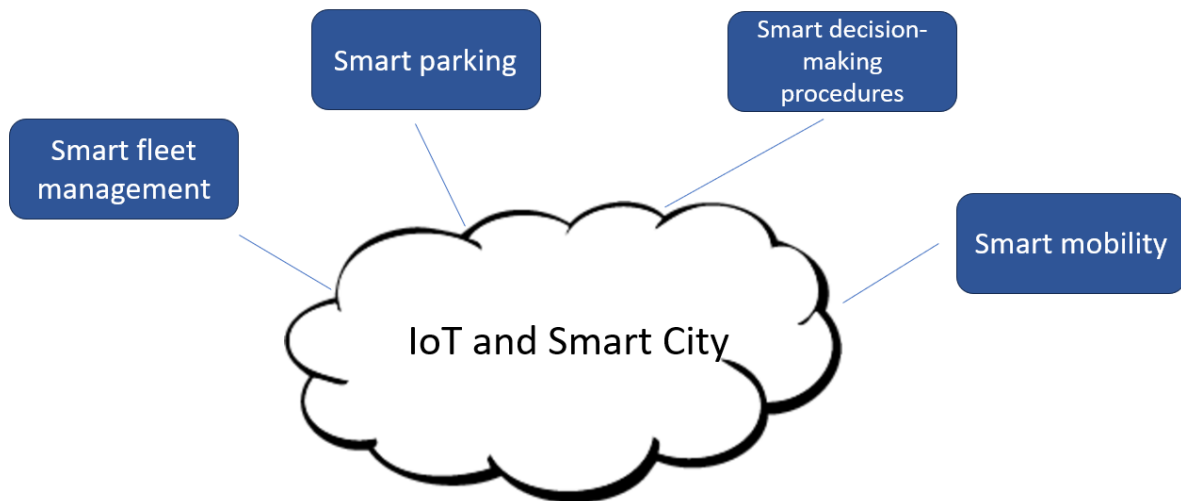 Smart fleet
management
Smart parking
Smart decision-
making
procedures
Smart mobility
IoT and Smart City